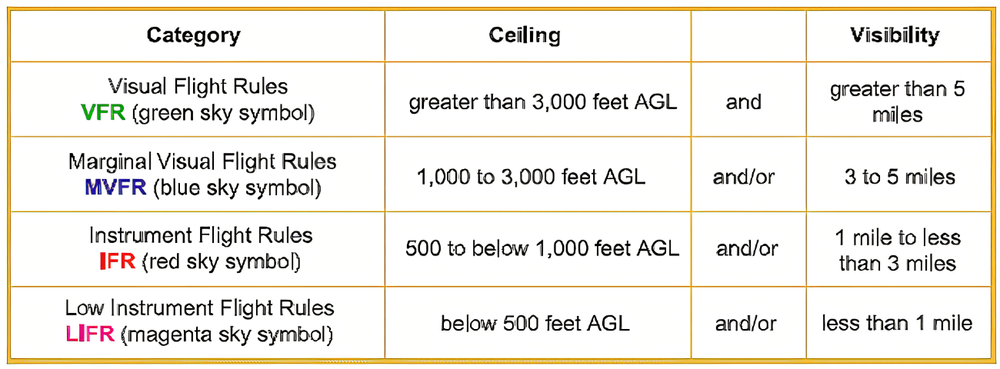 Category Ceiling Visibility
Visual Flight Rules
VFR (green sky symbol)
greater than 3,000 feet AGL
and
greater than 5
miles
Marginal Visual Flight Rules
MVFR (blue sky symbol)
1,000 to 3,000 feet AGL
and/or
3 to 5 miles
Instrument Flight Rules
IFR (red sky symbol)
500 to below 1,000 feet AGL
and/or
1 mile to less
than 3 miles
Low Instrument Flight Rules
LIFR (magenta sky symbol)
below 500 feet AGL
and/or
less than 1 mile